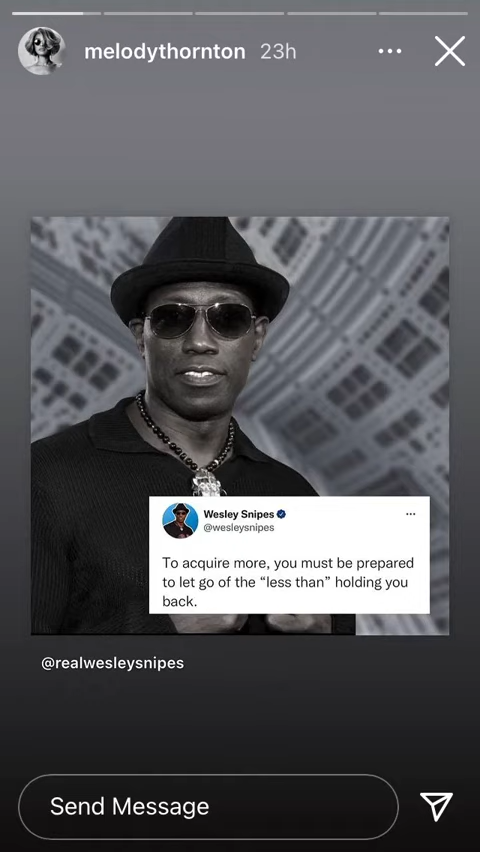 melodythornton 23h
Wesley Snipes
@wesleysnipes
To acquire more, you must be prepared
to let go of the “less than” holding you
back.
@realwesleysnipes
Send Message